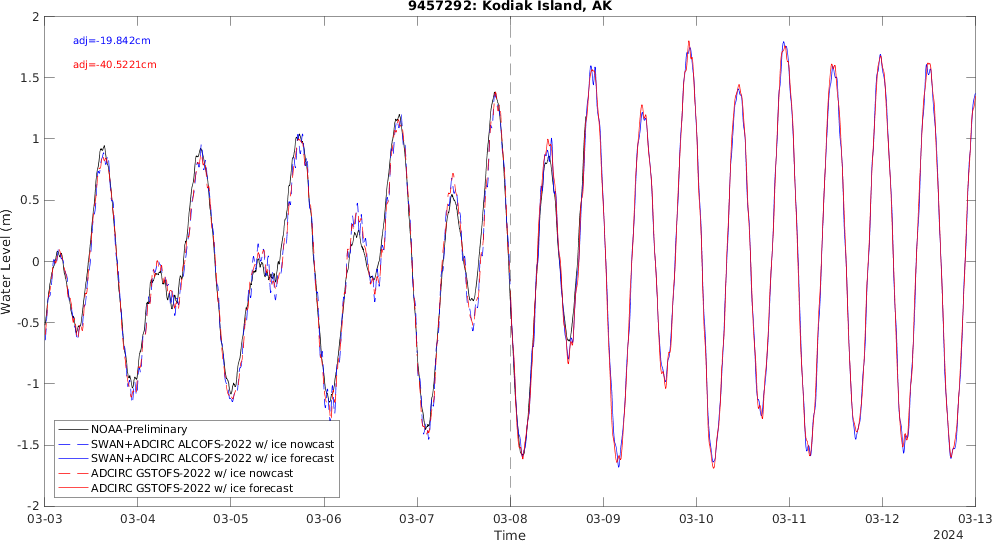 9457292: Kodiak Island, AK
adj=-19.842cm
adj=-40.5221cm
Water Level (m)
2
1.5
1
0.5
0
-0.5
-1
-1.5
-2
NOAA-Preliminary
SWAN+ADCIRC ALCOFS-2022 w/ ice nowcast
SWAN+ADCIRC ALCOFS-2022 w/ ice forecast
ADCIRC GSTOFS-2022 w/ ice nowcast
ADCIRC GSTOFS-2022 w/ ice forecast
03-03 03-04 03-05 03-06 03-07 03-08 03-09 03-10 03-11 03-12 03-13
Time
2024